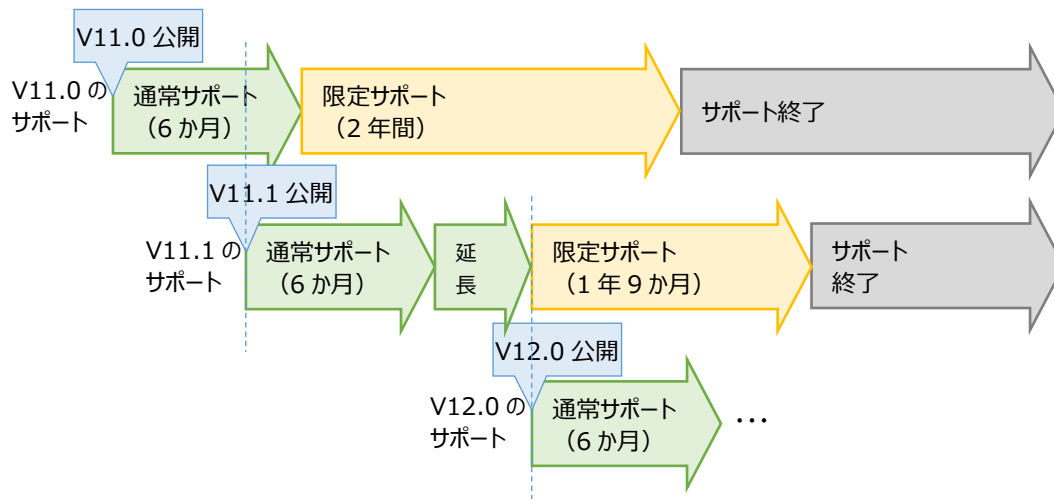 V11.0 公開
V11.0 の
サポート
通常サポート
（6 か月）
限定サポート
（2 年間）
サポート終了
V11.1 公開
V11.1 の
サポート
通常サポート
（6 か月）
延
長
限定サポート
（1 年 9 か月）
サポート
終了
V12.0 公開
V12.0 の
サポート
通常サポート
（6 か月）
…